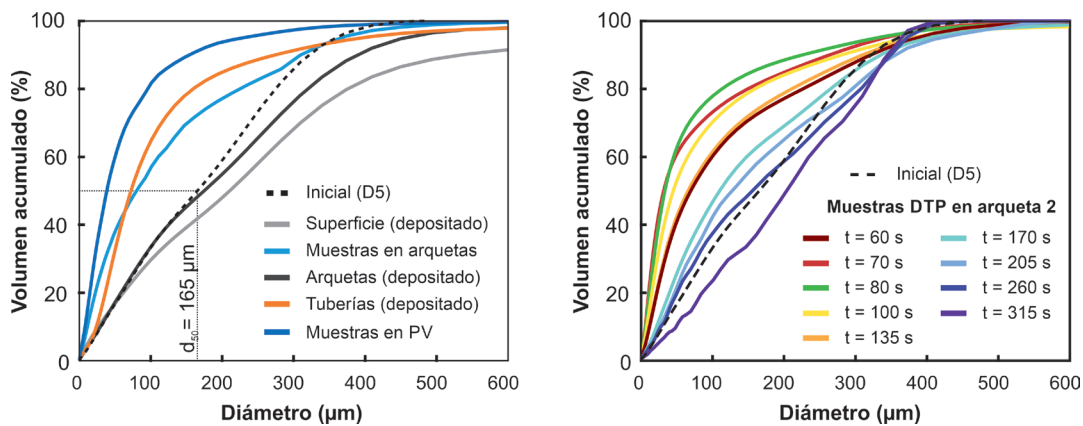 100
80
60
40
20
0
Volumen acumulado (%)
d50 = 165 µm
Inicial (D5)
Superficie (depositado)
Muestras en arquetas
Arquetas (depositado)
Tuberías (depositado)
Muestras en PV
0 100 200 300 400 500 600
Diámetro (µm)
100
80
60
40
20
0
Volumen acumulado (%)
Inicial (D5)
Muestras DTP en arqueta 2
t = 60 s
t = 70 s
t = 80 s
t = 100 s
t = 135 s
t = 170 s
t = 205 s
t = 260 s
t = 315 s
0 100 200 300 400 500 600
Diámetro (µm)